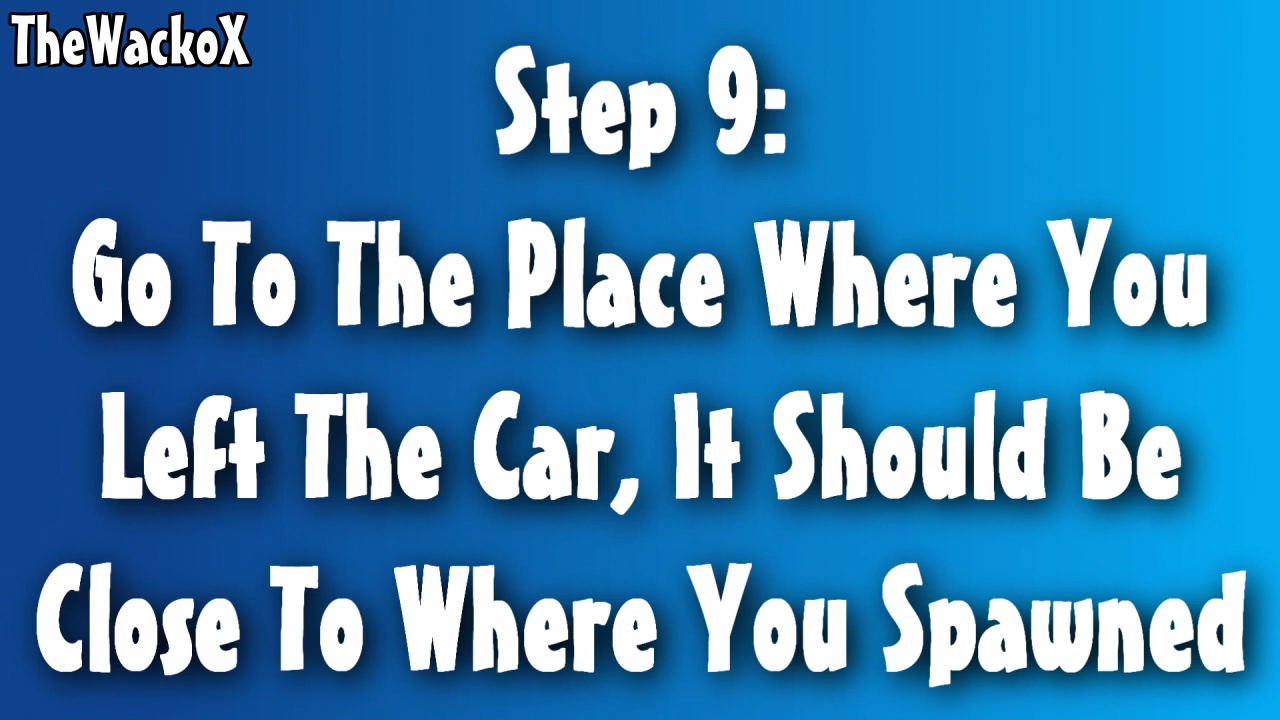 TheWackoX
Step 9:
Go To The Place Where You
Left The Car, It Should Be
Close To Where You Spawned